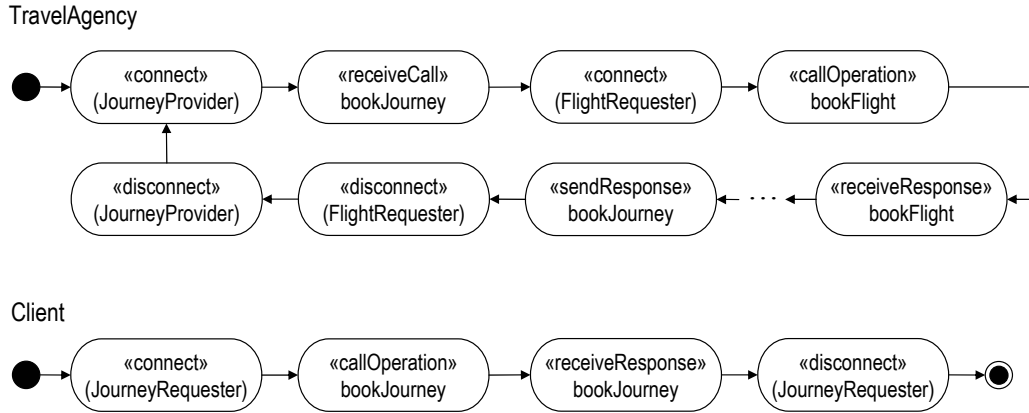 TravelAgency
«connect»
(JourneyProvider)
«receiveCall»
bookJourney
«connect»
(FlightRequester)
«callOperation»
bookFlight
«disconnect»
(JourneyProvider)
«disconnect»
(FlightRequester)
«sendResponse»
bookJourney
...
«receiveResponse»
bookFlight
Client
«connect»
(JourneyRequester)
«callOperation»
bookJourney
«receiveResponse»
bookJourney
«disconnect»
(JourneyRequester)